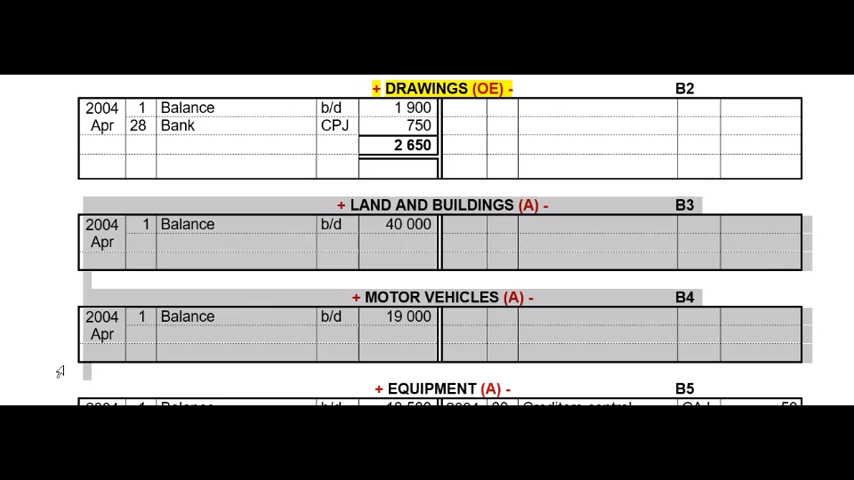 + DRAWINGS (OE) - B2
2004 1 Balance b/d 1 900
Apr 28 Bank CPJ 750
2 650
+ LAND AND BUILDINGS (A) - B3
2004 1 Balance b/d 40 000
Apr
+ MOTOR VEHICLES (A) - B4
2004 1 Balance b/d 19 000
Apr
+ EQUIPMENT (A) - B5